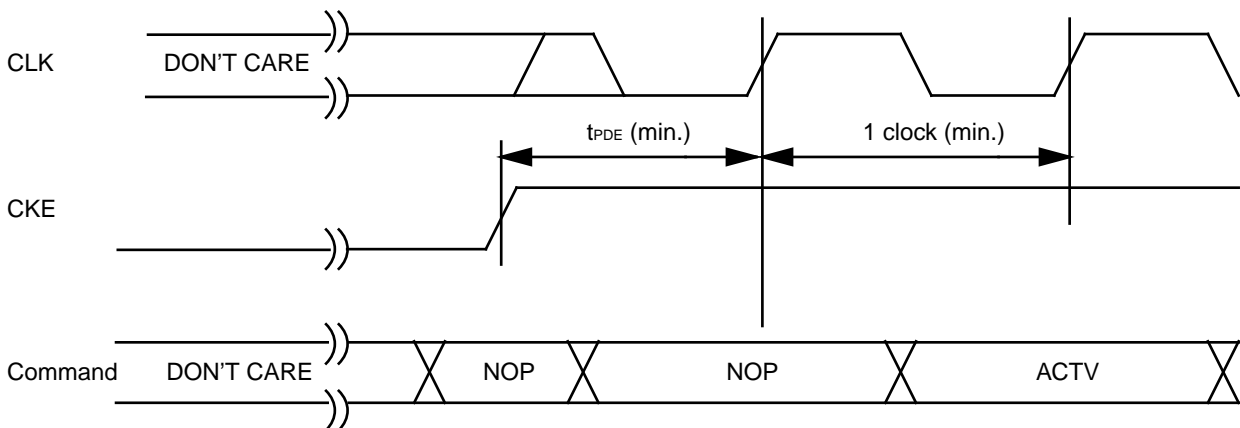 CLK DON'T CARE
tPDE (min.) 1 clock (min.)
CKE
Command DON'T CARE NOP NOP ACTV